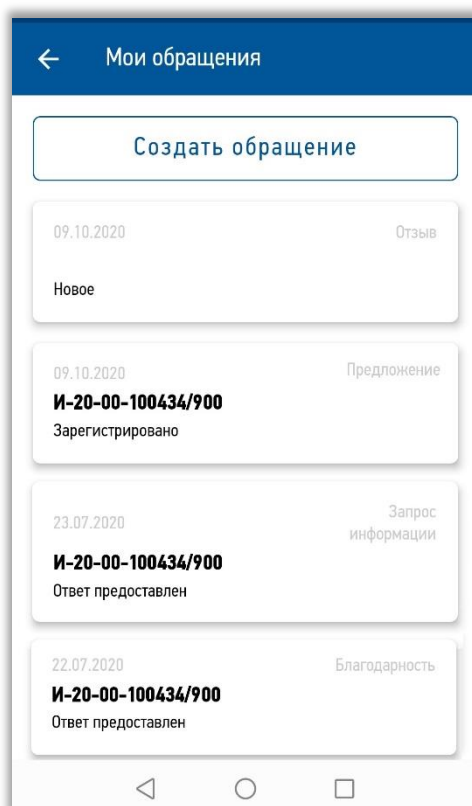 Мои обращения
Создать обращение
09.10.2020 Отзыв
Новое
09.10.2020 Предложение
И-20-00-100434/900
Зарегистрировано
23.07.2020 Запрос
информации
И-20-00-100434/900
Ответ предоставлен
22.07.2020 Благодарность
И-20-00-100434/900
Ответ предоставлен